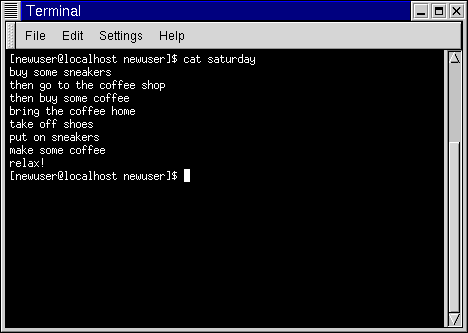 Terminal
File Edit Settings Help
[newuser@localhost newuser]$ cat saturday
buy some sneakers
then go to the coffee shop
then buy some coffee
bring the coffee home
take off shoes
put on sneakers
make some coffee
relax!
[newuser@localhost newuser]$